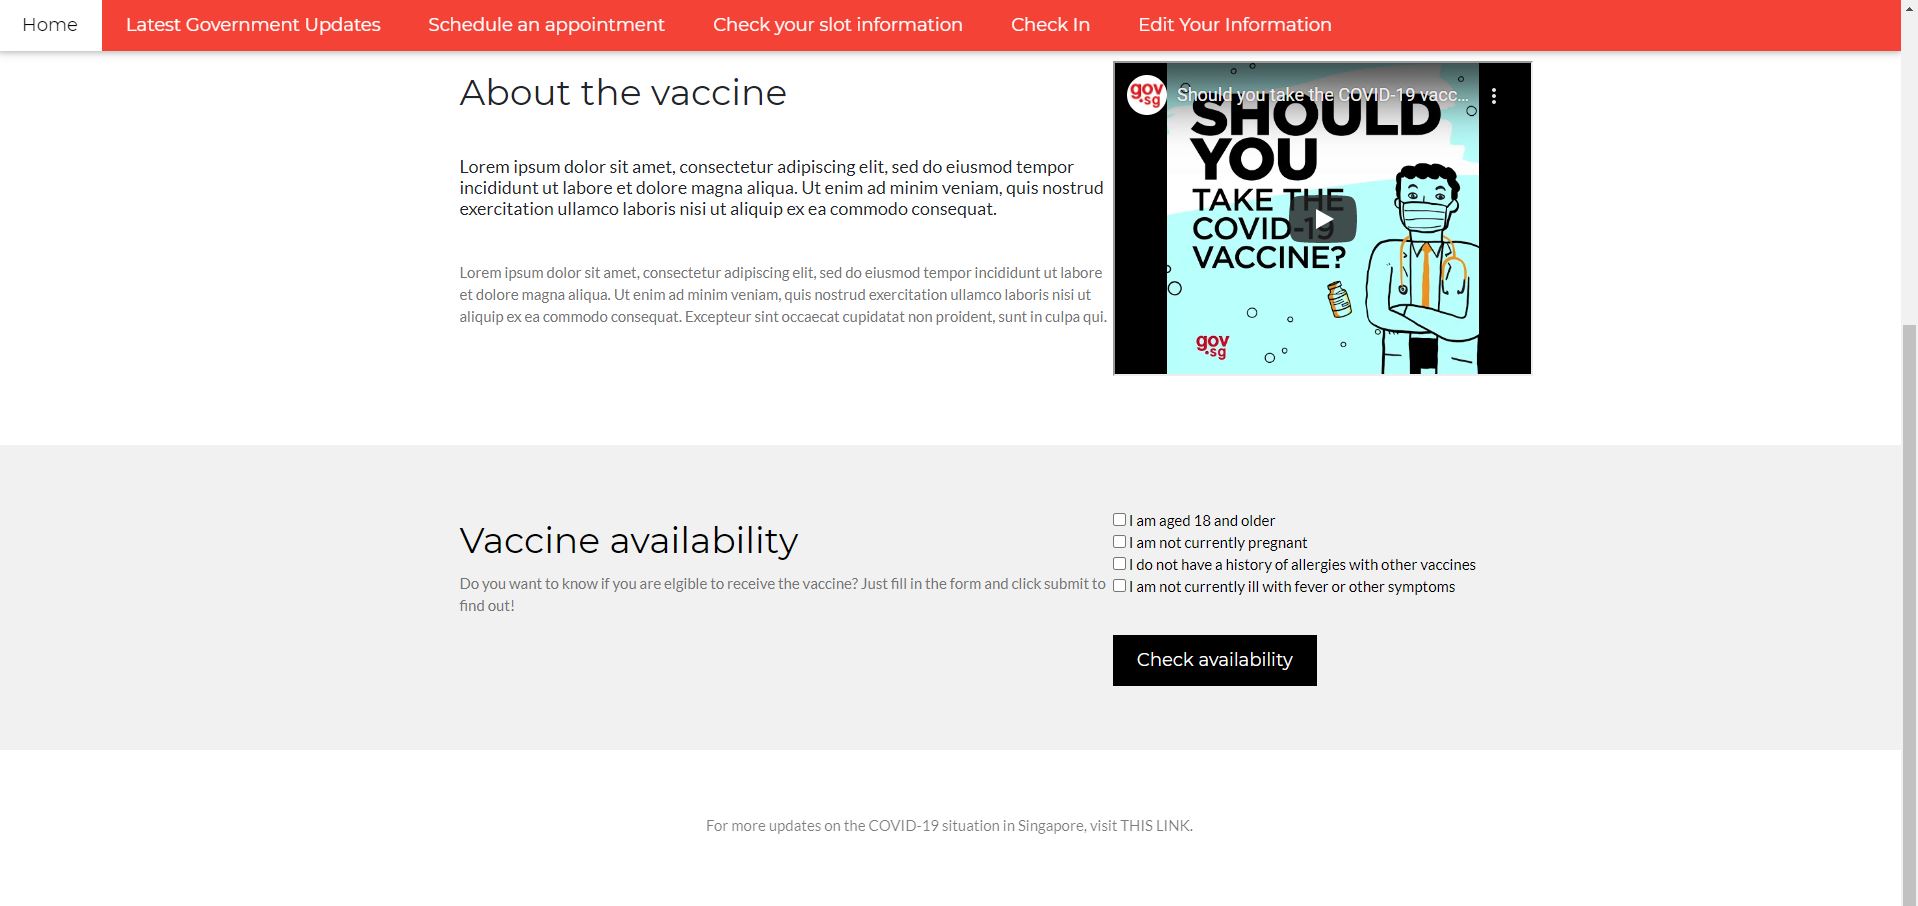 Home Latest Government Updates Schedule an appointment Check your slot information Check In Edit Your Information
About the vaccine
Lorem ipsum dolor sit amet, consectetur adipiscing elit, sed do eiusmod tempor
incididunt ut labore et dolore magna aliqua. Ut enim ad minim veniam, quis nostrud
exercitation ullamco laboris nisi ut aliquip ex ea commodo consequat.
Lorem ipsum dolor sit amet, consectetur adipiscing elit, sed do eiusmod tempor incididunt ut labore
et dolore magna aliqua. Ut enim ad minim veniam, quis nostrud exercitation ullamco laboris nisi ut
aliquip ex ea commodo consequat. Excepteur sint occaecat cupidatat non proident, sunt in culpa qui.
gov
.sg
Should you take the COVID-19 vacc...
SHOULD
YOU
TAKE THE
COVID-19
VACCINE?
gov
.sg
Vaccine availability
Do you want to know if you are elgible to receive the vaccine? Just fill in the form and click submit to
find out!
I am aged 18 and older
I am not currently pregnant
I do not have a history of allergies with other vaccines
I am not currently ill with fever or other symptoms
Check availability
For more updates on the COVID-19 situation in Singapore, visit THIS LINK.